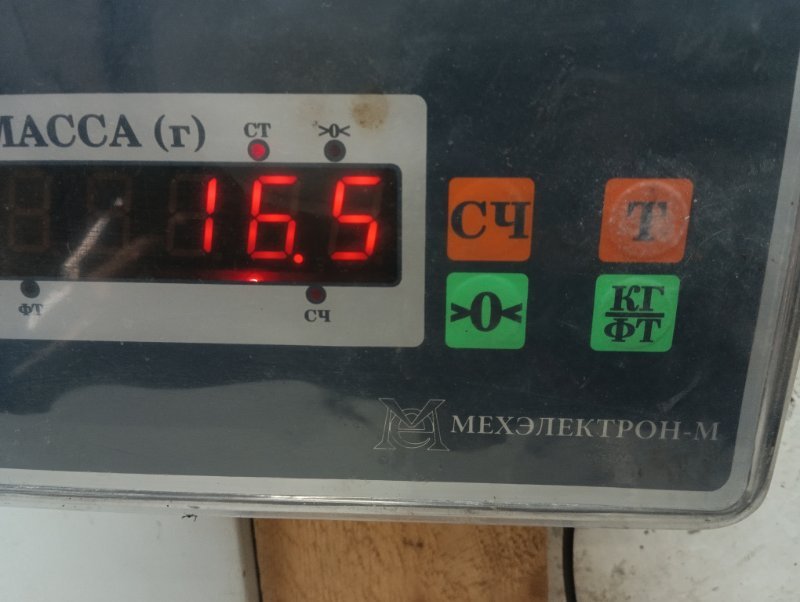 МАССА (г)
СТ >0<
16.5
ФТ СЧ
СЧ Т
>0< КГ
ФТ
МЕХЭЛЕКТРОН-М